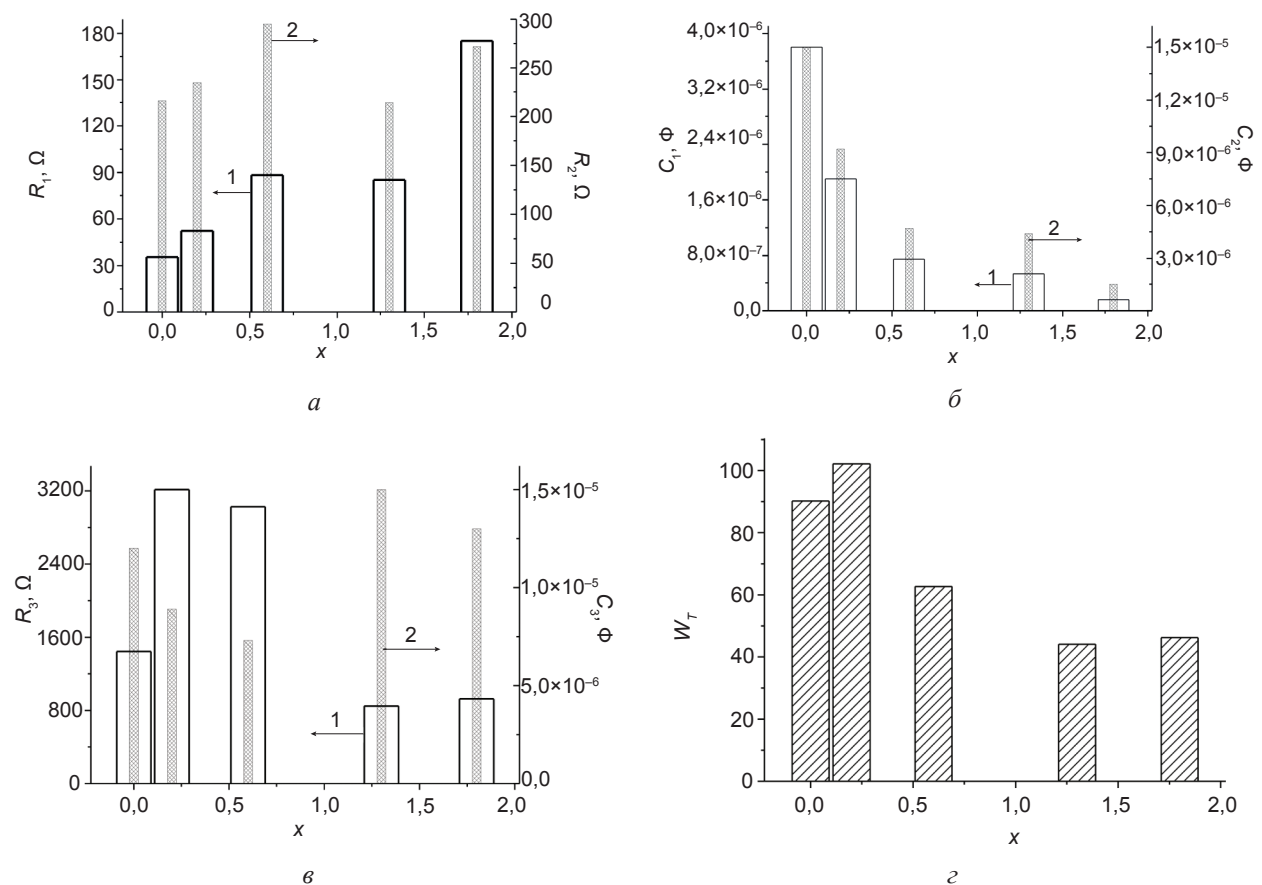 180
150
120
90
60
30
0
R₁, Ω
300
250
200
150
100
50
0
R₂, Ω
2
1
0,0 0,5 1,0 1,5 2,0
x
а
4,0×10⁻⁶
3,2×10⁻⁶
2,4×10⁻⁶
1,6×10⁻⁶
8,0×10⁻⁷
0,0
C₁, Ф
1,5×10⁻⁵
1,2×10⁻⁵
9,0×10⁻⁶
6,0×10⁻⁶
3,0×10⁻⁶
C₂, Ф
2
1
0,0 0,5 1,0 1,5 2,0
x
б
3200
2400
1600
800
0
R₃, Ω
1,5×10⁻⁵
1,0×10⁻⁵
5,0×10⁻⁶
0,0
C₃, Ф
2
1
0,0 0,5 1,0 1,5 2,0
x
в
100
80
60
40
20
0
W_T
0,0 0,5 1,0 1,5 2,0
x
г